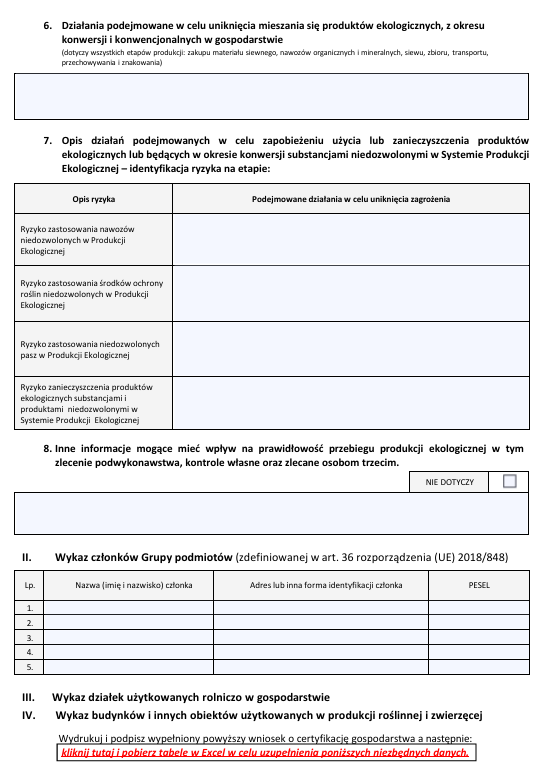 6. Działania podejmowane w celu uniknięcia mieszania się produktów ekologicznych, z okresu
konwersji i konwencjonalnych w gospodarstwie
(dotyczy wszystkich etapów produkcji: zakupu materiału siewnego, nawozów organicznych i mineralnych, siewu, zbioru, transportu,
przechowywania i znakowania)
7. Opis działań podejmowanych w celu zapobieżeniu użycia lub zanieczyszczenia produktów
ekologicznych lub będących w okresie konwersji substancjami niedozwolonymi w Systemie Produkcji
Ekologicznej – identyfikacja ryzyka na etapie:
Opis ryzyka Podejmowane działania w celu uniknięcia zagrożenia
Ryzyko zastosowania nawozów
niedozwolonych w Produkcji
Ekologicznej
Ryzyko zastosowania środków ochrony
roślin niedozwolonych w Produkcji
Ekologicznej
Ryzyko zastosowania niedozwolonych
pasz w Produkcji Ekologicznej
Ryzyko zanieczyszczenia produktów
ekologicznych substancjami i
produktami niedozwolonymi w
Systemie Produkcji Ekologicznej
8. Inne informacje mogące mieć wpływ na prawidłowość przebiegu produkcji ekologicznej w tym
zlecenie podwykonawstwa, kontrole własne oraz zlecane osobom trzecim.
NIE DOTYCZY
II. Wykaz członków Grupy podmiotów (zdefiniowanej w art. 36 rozporządzenia (UE) 2018/848)
Lp. Nazwa (imię i nazwisko) członka Adres lub inna forma identyfikacji członka PESEL
1.
2.
3.
4.
5.
III. Wykaz działek użytkowanych rolniczo w gospodarstwie
IV. Wykaz budynków i innych obiektów użytkowanych w produkcji roślinnej i zwierzęcej
Wydrukuj i podpisz wypełniony powyższy wniosek o certyfikację gospodarstwa a następnie:
kliknij tutaj i pobierz tabele w Excel w celu uzupełnienia poniższych niezbędnych danych.